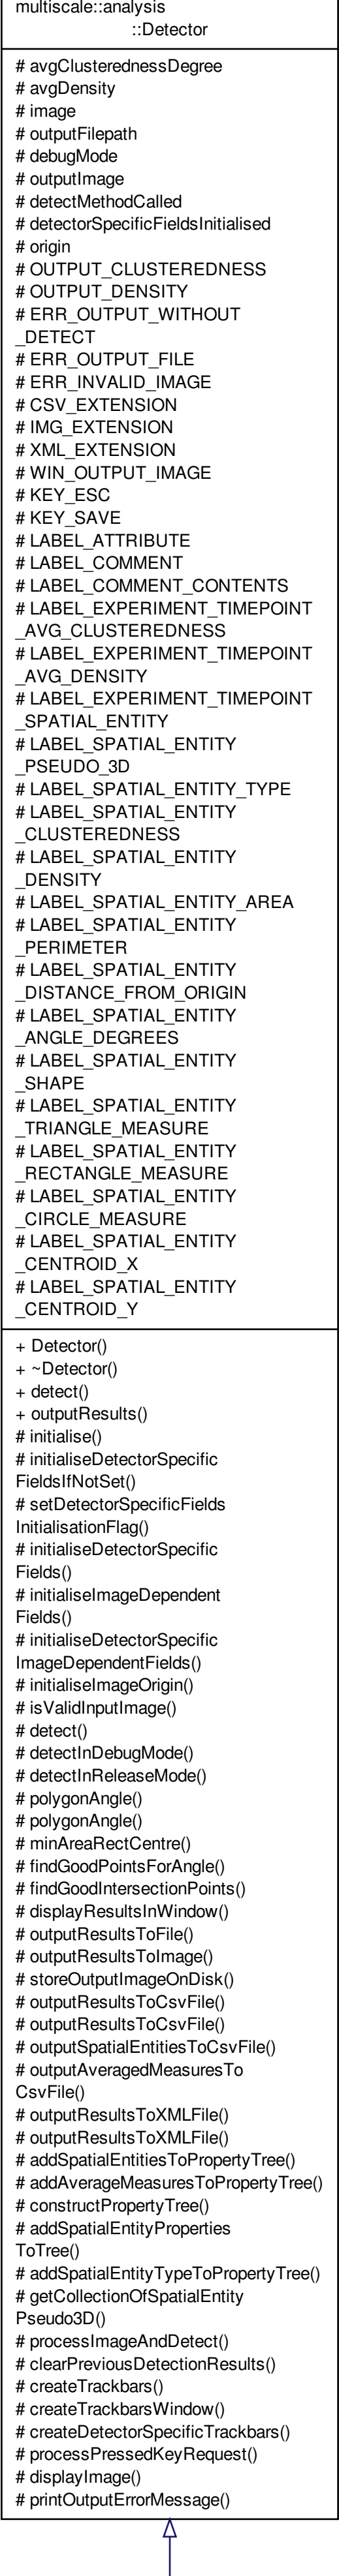 multiscale::analysis
::Detector
# avgClusterednessDegree
# avgDensity
# image
# outputFilepath
# debugMode
# outputImage
# detectMethodCalled
# detectorSpecificFieldsInitialised
# origin
# OUTPUT_CLUSTEREDNESS
# OUTPUT_DENSITY
# ERR_OUTPUT_WITHOUT
_DETECT
# ERR_OUTPUT_FILE
# ERR_INVALID_IMAGE
# CSV_EXTENSION
# IMG_EXTENSION
# XML_EXTENSION
# WIN_OUTPUT_IMAGE
# KEY_ESC
# KEY_SAVE
# LABEL_ATTRIBUTE
# LABEL_COMMENT
# LABEL_COMMENT_CONTENTS
# LABEL_EXPERIMENT_TIMEPOINT
_AVG_CLUSTEREDNESS
# LABEL_EXPERIMENT_TIMEPOINT
_AVG_DENSITY
# LABEL_EXPERIMENT_TIMEPOINT
_SPATIAL_ENTITY
# LABEL_SPATIAL_ENTITY
_PSEUDO_3D
# LABEL_SPATIAL_ENTITY_TYPE
# LABEL_SPATIAL_ENTITY
_CLUSTEREDNESS
# LABEL_SPATIAL_ENTITY
_DENSITY
# LABEL_SPATIAL_ENTITY_AREA
# LABEL_SPATIAL_ENTITY
_PERIMETER
# LABEL_SPATIAL_ENTITY
_DISTANCE_FROM_ORIGIN
# LABEL_SPATIAL_ENTITY
_ANGLE_DEGREES
# LABEL_SPATIAL_ENTITY
_SHAPE
# LABEL_SPATIAL_ENTITY
_TRIANGLE_MEASURE
# LABEL_SPATIAL_ENTITY
_RECTANGLE_MEASURE
# LABEL_SPATIAL_ENTITY
_CIRCLE_MEASURE
# LABEL_SPATIAL_ENTITY
_CENTROID_X
# LABEL_SPATIAL_ENTITY
_CENTROID_Y
+ Detector()
+ ~Detector()
+ detect()
+ outputResults()
# initialise()
# initialiseDetectorSpecific
FieldsIfNotSet()
# setDetectorSpecificFields
InitialisationFlag()
# initialiseDetectorSpecific
Fields()
# initialiseImageDependent
Fields()
# initialiseDetectorSpecific
ImageDependentFields()
# initialiseImageOrigin()
# isValidInputImage()
# detect()
# detectInDebugMode()
# detectInReleaseMode()
# polygonAngle()
# polygonAngle()
# minAreaRectCentre()
# findGoodPointsForAngle()
# findGoodIntersectionPoints()
# displayResultsInWindow()
# outputResultsToFile()
# outputResultsToImage()
# storeOutputImageOnDisk()
# outputResultsToCsvFile()
# outputResultsToCsvFile()
# outputSpatialEntitiesToCsvFile()
# outputAveragedMeasuresTo
CsvFile()
# outputResultsToXMLFile()
# outputResultsToXMLFile()
# addSpatialEntitiesToPropertyTree()
# addAverageMeasuresToPropertyTree()
# constructPropertyTree()
# addSpatialEntityProperties
ToTree()
# addSpatialEntityTypeToPropertyTree()
# getCollectionOfSpatialEntity
Pseudo3D()
# processImageAndDetect()
# clearPreviousDetectionResults()
# createTrackbars()
# createTrackbarsWindow()
# createDetectorSpecificTrackbars()
# processPressedKeyRequest()
# displayImage()
# printOutputErrorMessage()